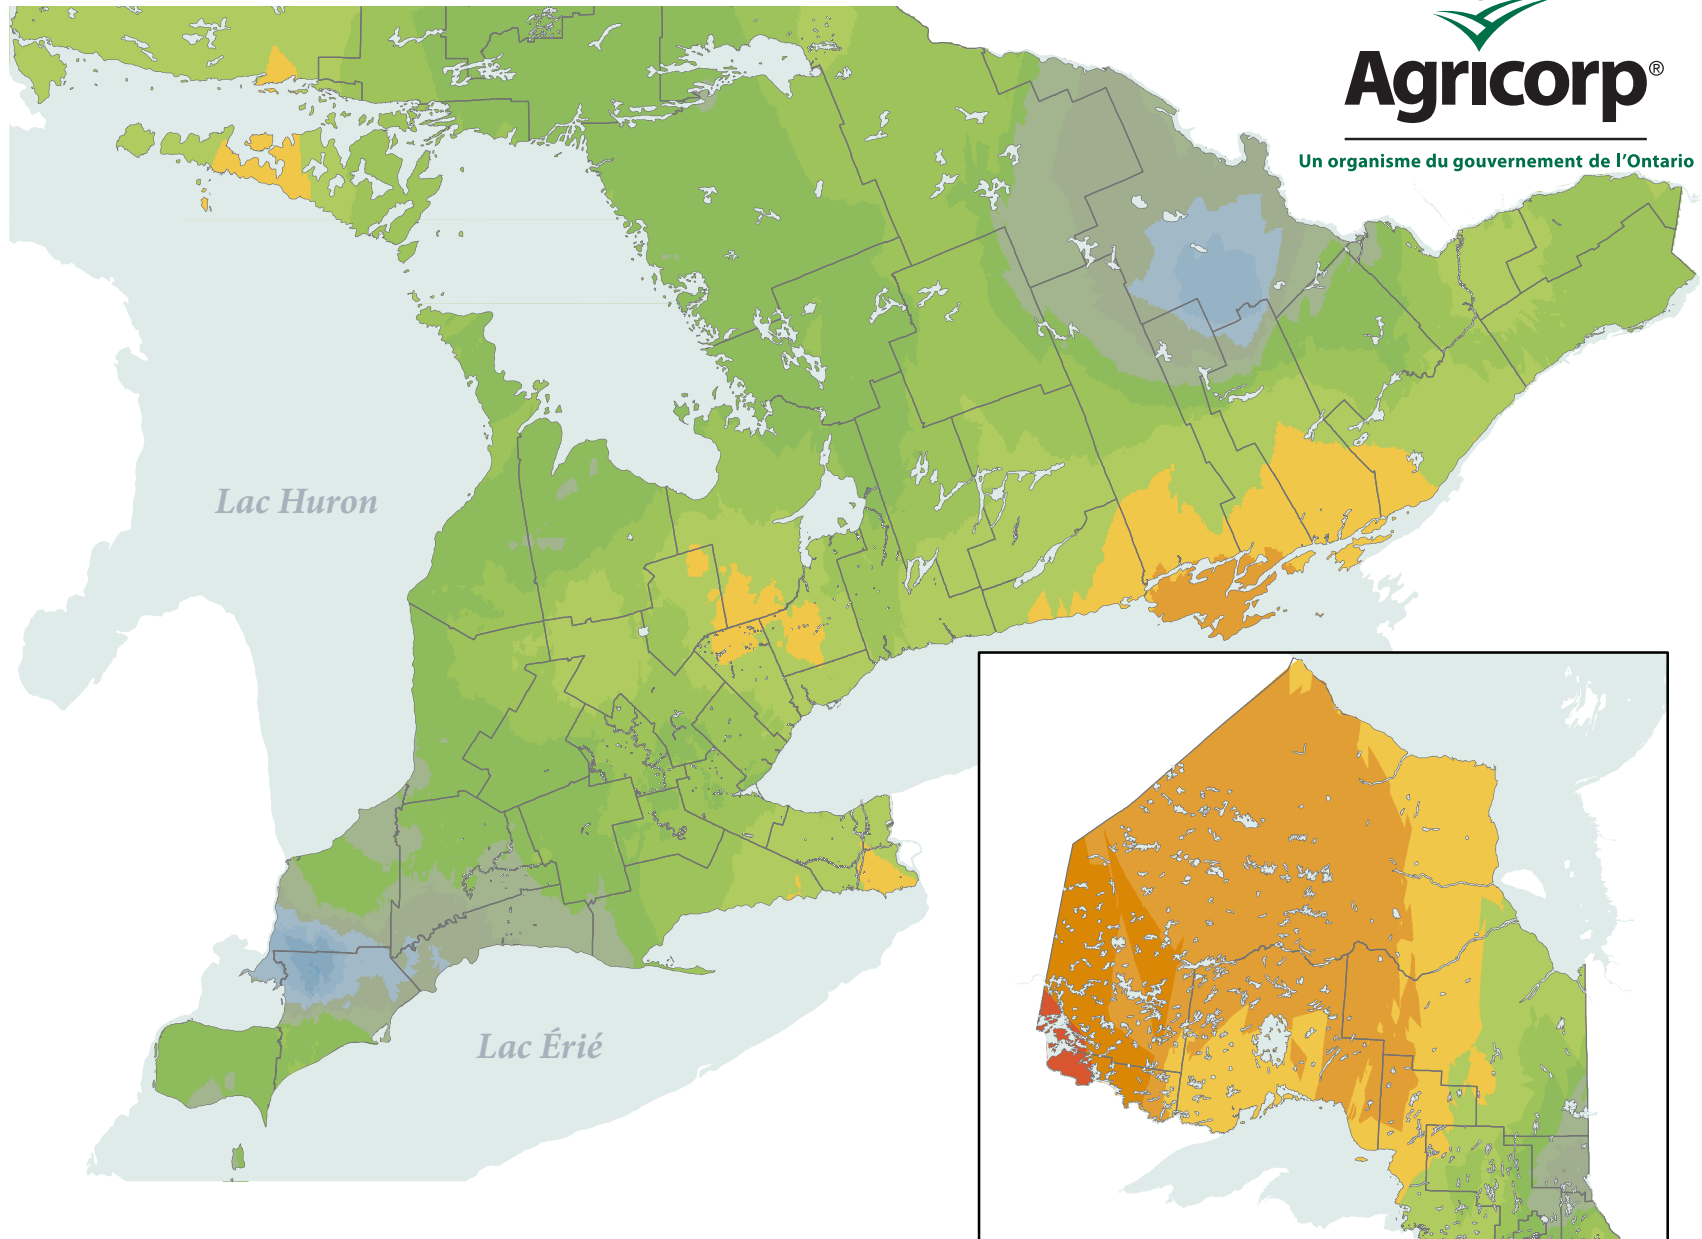 Agricorp®
Un organisme du gouvernement de l'Ontario
Lac Huron
Lac Érié